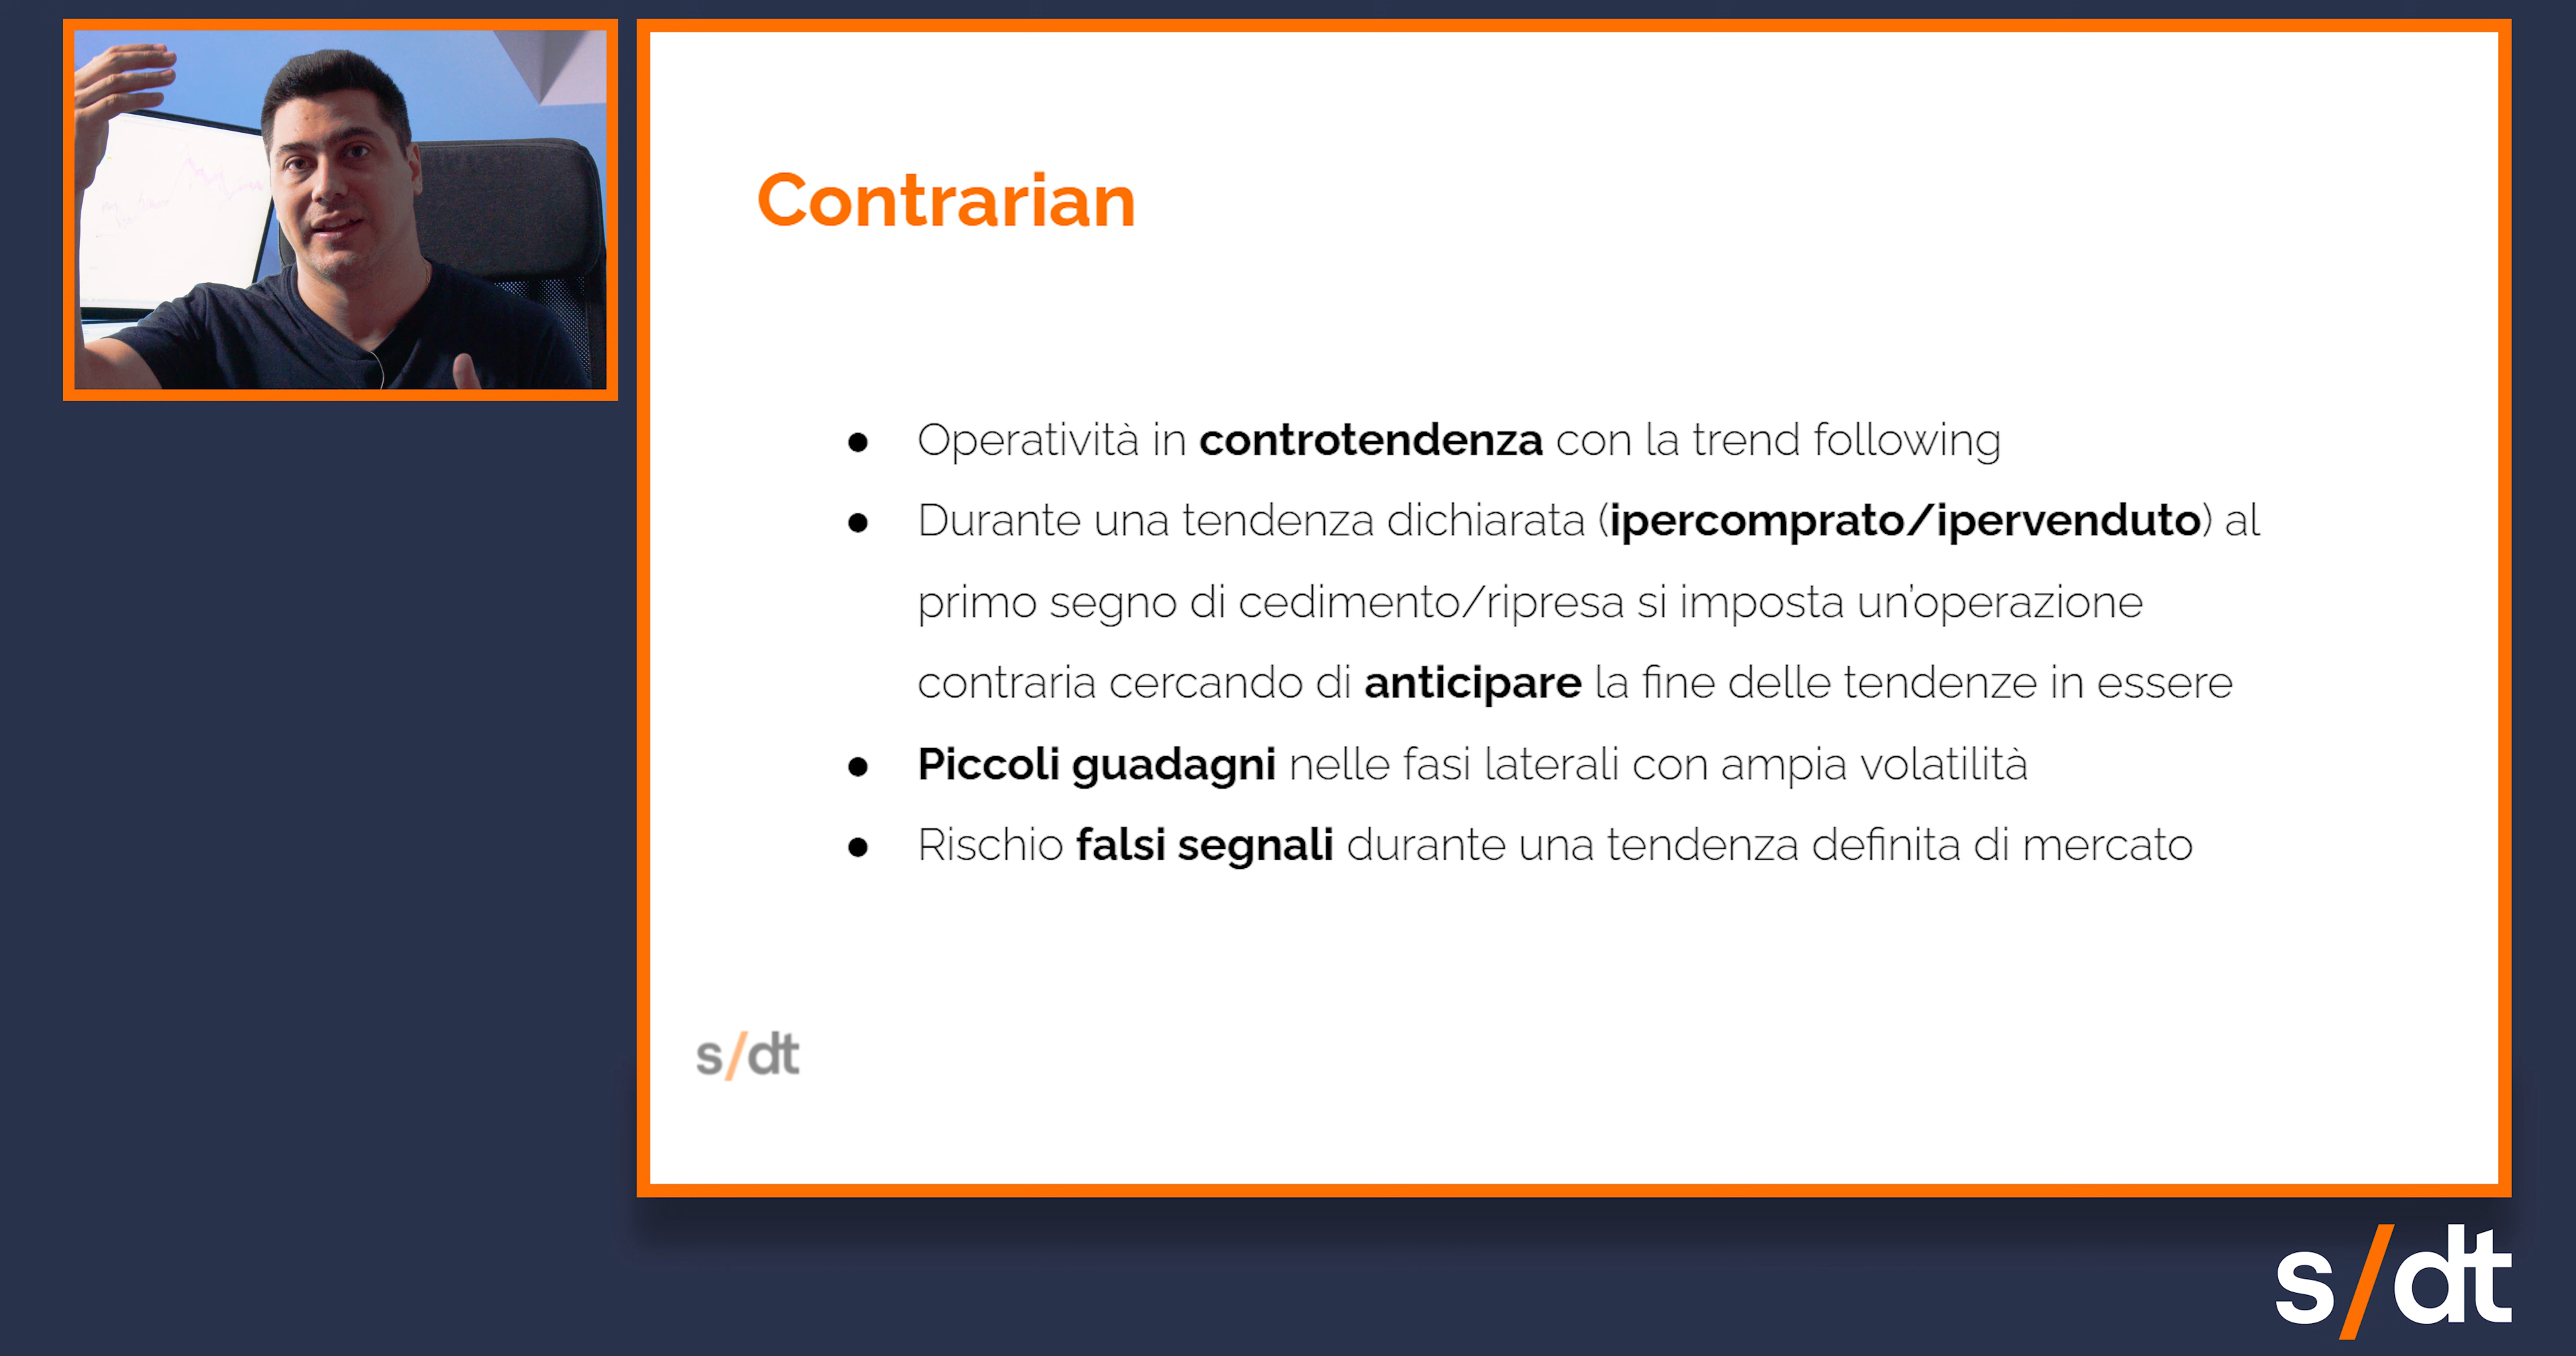 Contrarian
● Operatività in controtendenza con la trend following
● Durante una tendenza dichiarata (ipercomprato/ipervenduto) al
primo segno di cedimento/ripresa si imposta un'operazione
contraria cercando di anticipare la fine delle tendenze in essere
● Piccoli guadagni nelle fasi laterali con ampia volatilità
● Rischio falsi segnali durante una tendenza definita di mercato
s/dt
s/dt